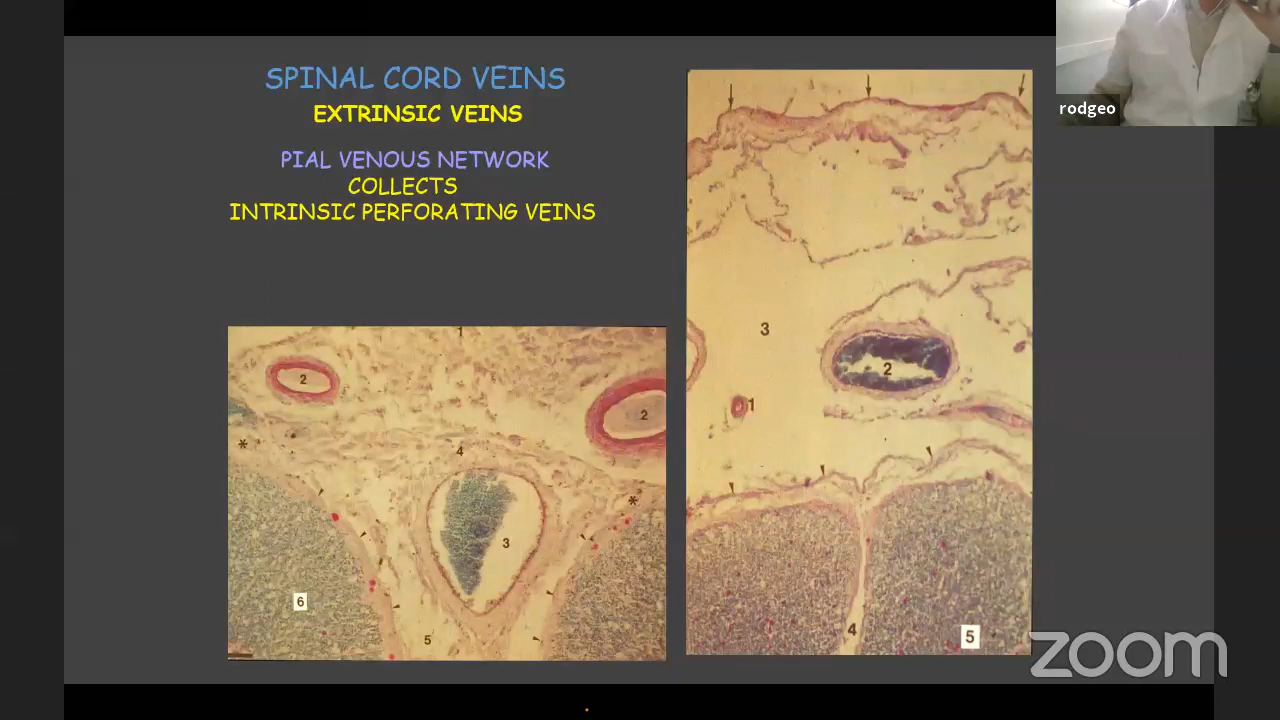 SPINAL CORD VEINS
EXTRINSIC VEINS
PIAL VENOUS NETWORK
COLLECTS
INTRINSIC PERFORATING VEINS
rodgeo
1
2
2
*
4
*
3
6
5
3
2
1
4
5
zoom